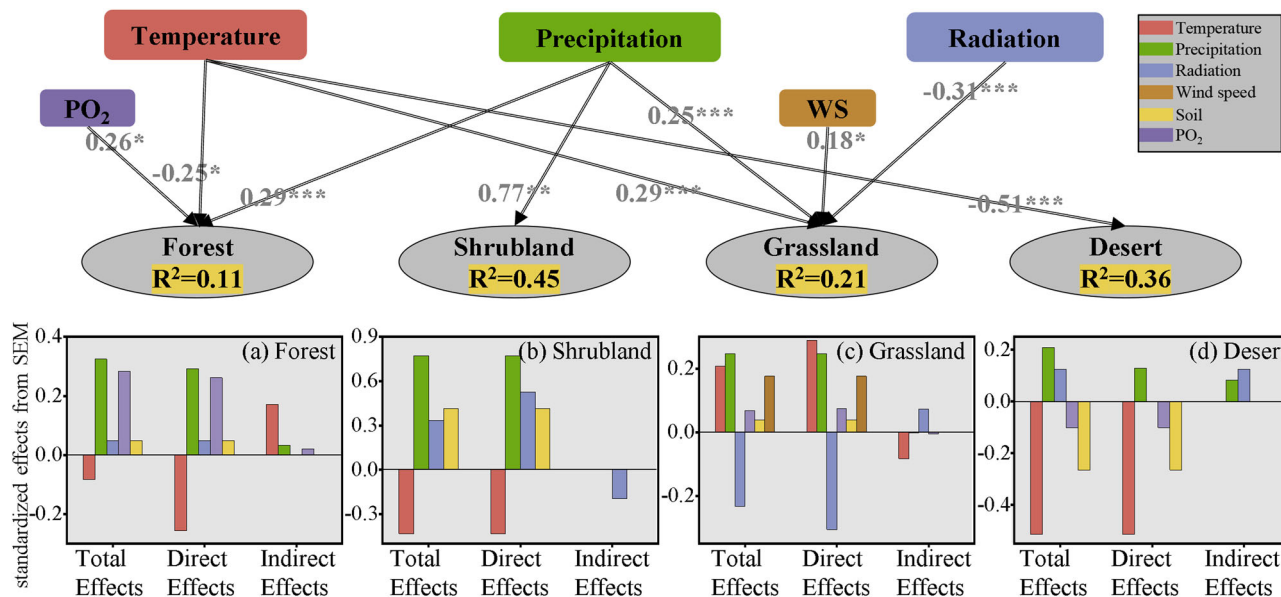 Temperature
Precipitation
Radiation
Temperature
Precipitation
Radiation
Wind speed
Soil
PO₂
PO₂
WS
0.26*
-0.25*
0.29***
0.77**
0.25***
0.29***
0.18*
-0.31***
-0.51***
Forest
R²=0.11
Shrubland
R²=0.45
Grassland
R²=0.21
Desert
R²=0.36
standardized effects from SEM
(a) Forest
0.4
0.2
0.0
-0.2
Total Effects
Direct Effects
Indirect Effects
(b) Shrubland
0.9
0.6
0.3
0.0
-0.3
Total Effects
Direct Effects
Indirect Effects
(c) Grassland
0.2
0.0
-0.2
Total Effects
Direct Effects
Indirect Effects
(d) Deser
0.2
0.0
-0.2
-0.4
Total Effects
Direct Effects
Indirect Effects